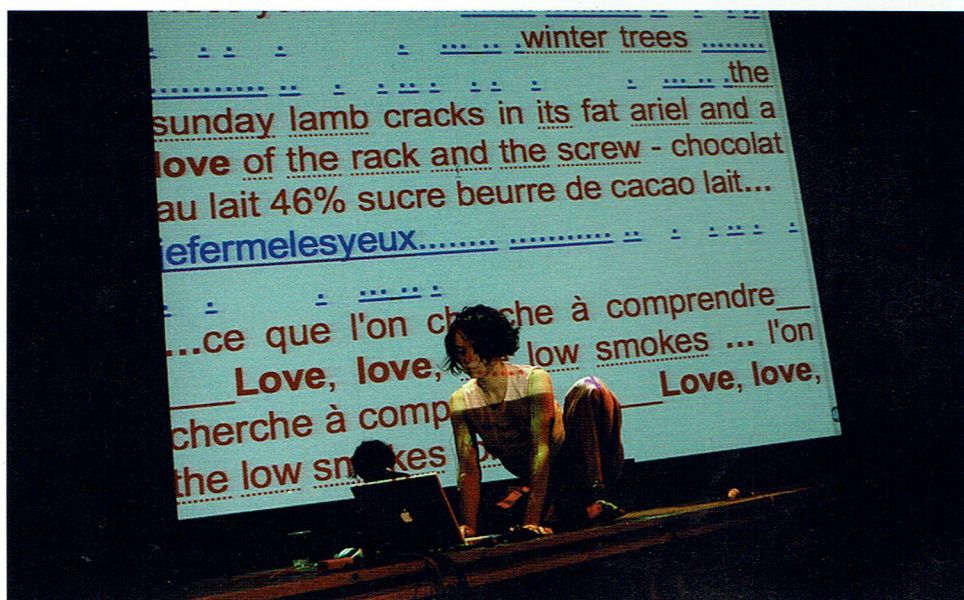 winter trees ........
the
sunday lamb cracks in its fat ariel and a
love of the rack and the screw - chocolat
au lait 46% sucre beurre de cacao lait...
jefermelesyeux........
...ce que l'on ch che à comprendre__
___Love, love, low smokes ... l'on
cherche à comp ___Love, love,
the low sm kes